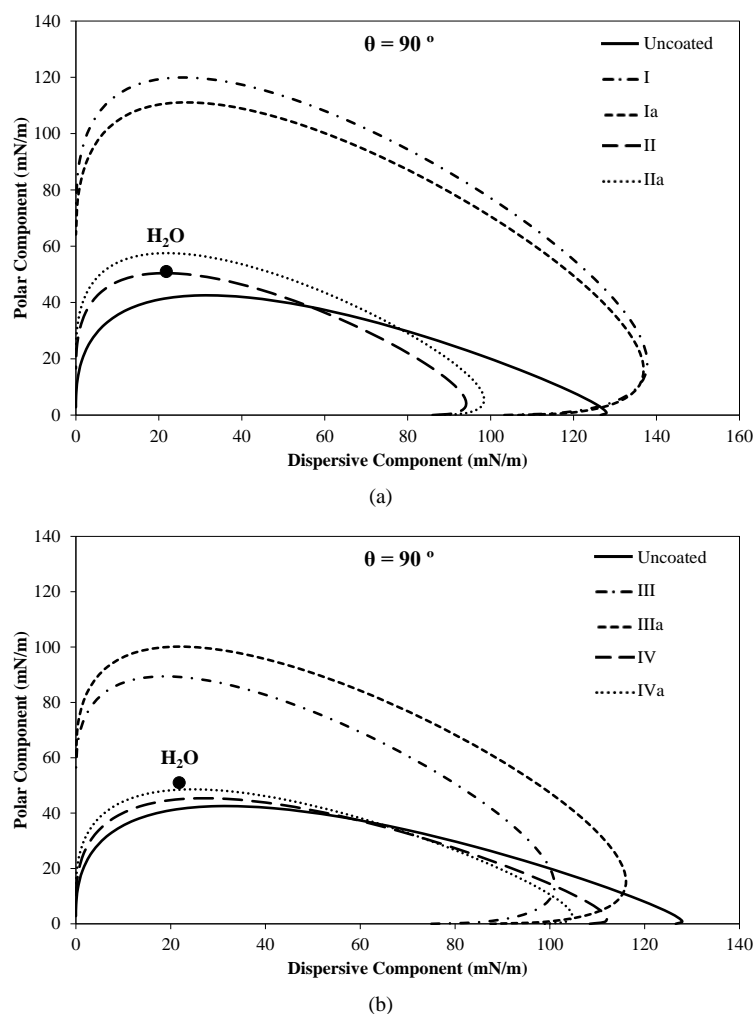 140
120
100
80
60
40
20
0
Polar Component (mN/m)
θ = 90 º
Uncoated
I
Ia
II
IIa
H₂O
0 20 40 60 80 100 120 140 160
Dispersive Component (mN/m)
(a)
140
120
100
80
60
40
20
0
Polar Component (mN/m)
θ = 90 º
Uncoated
III
IIIa
IV
IVa
H₂O
0 20 40 60 80 100 120 140
Dispersive Component (mN/m)
(b)